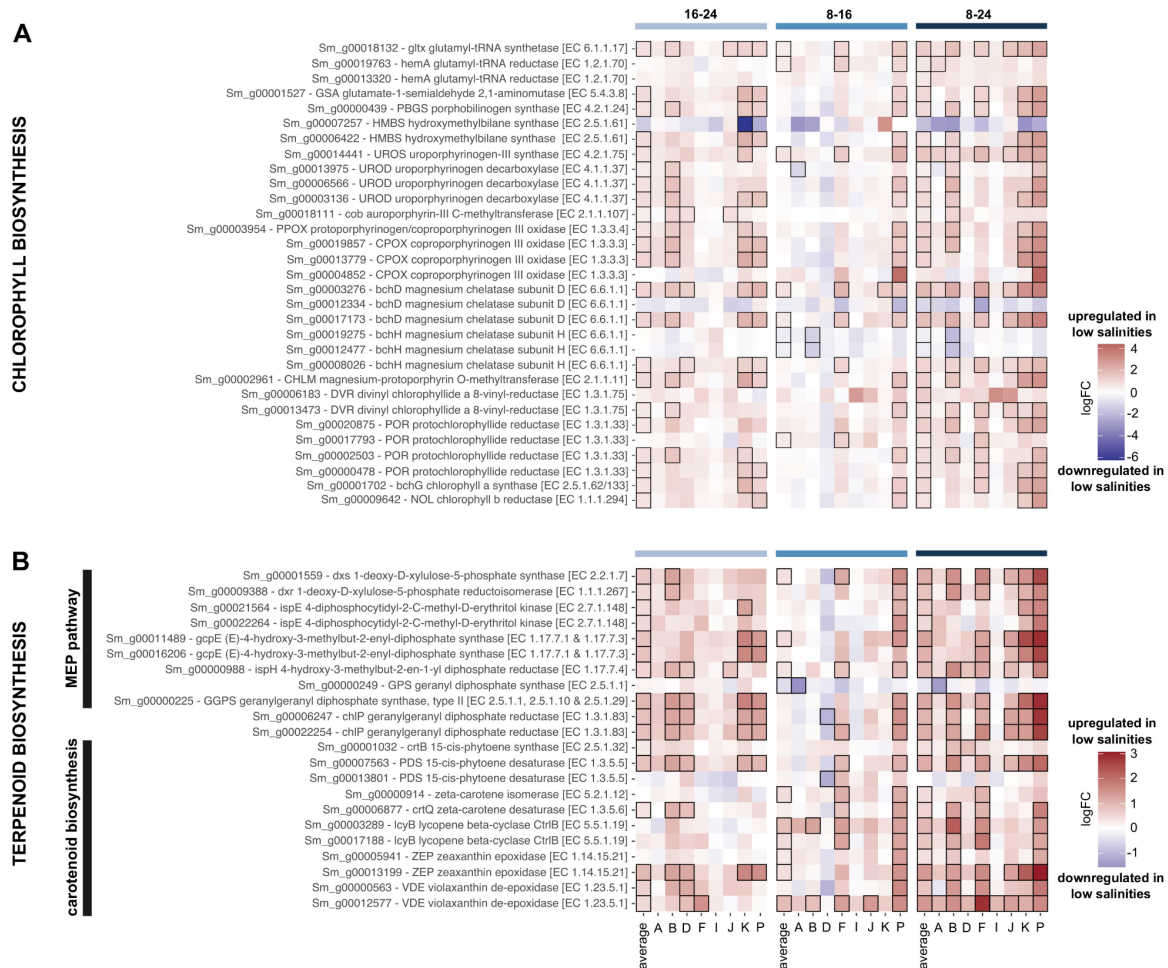 16-24 8-16 8-24
A
CHLOROPHYLL BIOSYNTHESIS
Sm_g00018132 - gltx glutamyl-tRNA synthetase [EC 6.1.1.17]
Sm_g00019763 - hemA glutamyl-tRNA reductase [EC 1.2.1.70]
Sm_g00013320 - hemA glutamyl-tRNA reductase [EC 1.2.1.70]
Sm_g00001527 - GSA glutamate-1-semialdehyde 2,1-aminomutase [EC 5.4.3.8]
Sm_g00000439 - PBGS porphobilinogen synthase [EC 4.2.1.24]
Sm_g00007257 - HMBS hydroxymethylbilane synthase [EC 2.5.1.61]
Sm_g00006422 - HMBS hydroxymethylbilane synthase [EC 2.5.1.61]
Sm_g00014441 - UROS uroporphyrinogen-III synthase [EC 4.2.1.75]
Sm_g00013975 - UROD uroporphyrinogen decarboxylase [EC 4.1.1.37]
Sm_g00006566 - UROD uroporphyrinogen decarboxylase [EC 4.1.1.37]
Sm_g00003136 - UROD uroporphyrinogen decarboxylase [EC 4.1.1.37]
Sm_g00018111 - cob auroporphyrin-III C-methyltransferase [EC 2.1.1.107]
Sm_g00003954 - PPOX protoporphyrinogen/coproporphyrinogen III oxidase [EC 1.3.3.4]
Sm_g00019857 - CPOX coproporphyrinogen III oxidase [EC 1.3.3.3]
Sm_g00013779 - CPOX coproporphyrinogen III oxidase [EC 1.3.3.3]
Sm_g00004852 - CPOX coproporphyrinogen III oxidase [EC 1.3.3.3]
Sm_g00003276 - bchD magnesium chelatase subunit D [EC 6.6.1.1]
Sm_g00012334 - bchD magnesium chelatase subunit D [EC 6.6.1.1]
Sm_g00017173 - bchD magnesium chelatase subunit D [EC 6.6.1.1]
Sm_g00019275 - bchH magnesium chelatase subunit H [EC 6.6.1.1]
Sm_g00012477 - bchH magnesium chelatase subunit H [EC 6.6.1.1]
Sm_g00008026 - bchH magnesium chelatase subunit H [EC 6.6.1.1]
Sm_g00002961 - CHLM magnesium-protoporphyrin O-methyltransferase [EC 2.1.1.11]
Sm_g00006183 - DVR divinyl chlorophyllide a 8-vinyl-reductase [EC 1.3.1.75]
Sm_g00013473 - DVR divinyl chlorophyllide a 8-vinyl-reductase [EC 1.3.1.75]
Sm_g00020875 - POR protochlorophyllide reductase [EC 1.3.1.33]
Sm_g00017793 - POR protochlorophyllide reductase [EC 1.3.1.33]
Sm_g00002503 - POR protochlorophyllide reductase [EC 1.3.1.33]
Sm_g00000478 - POR protochlorophyllide reductase [EC 1.3.1.33]
Sm_g00001702 - bchG chlorophyll a synthase [EC 2.5.1.62/133]
Sm_g00009642 - NOL chlorophyll b reductase [EC 1.1.1.294]
upregulated in
low salinities
logFC
4
2
0
-2
-4
-6
downregulated in
low salinities
B
TERPENOID BIOSYNTHESIS
MEP pathway
Sm_g00001559 - dxs 1-deoxy-D-xylulose-5-phosphate synthase [EC 2.2.1.7]
Sm_g00009388 - dxr 1-deoxy-D-xylulose-5-phosphate reductoisomerase [EC 1.1.1.267]
Sm_g00021564 - ispE 4-diphosphocytidyl-2-C-methyl-D-erythritol kinase [EC 2.7.1.148]
Sm_g00022264 - ispE 4-diphosphocytidyl-2-C-methyl-D-erythritol kinase [EC 2.7.1.148]
Sm_g00011489 - gcpE (E)-4-hydroxy-3-methylbut-2-enyl-diphosphate synthase [EC 1.17.7.1 & 1.17.7.3]
Sm_g00016206 - gcpE (E)-4-hydroxy-3-methylbut-2-enyl-diphosphate synthase [EC 1.17.7.1 & 1.17.7.3]
Sm_g00000988 - ispH 4-hydroxy-3-methylbut-2-en-1-yl diphosphate reductase [EC 1.17.7.4]
Sm_g00000249 - GPS geranyl diphosphate synthase [EC 2.5.1.1]
Sm_g00000225 - GGPS geranylgeranyl diphosphate synthase, type II [EC 2.5.1.1, 2.5.1.10 & 2.5.1.29]
Sm_g00006247 - chlP geranylgeranyl diphosphate reductase [EC 1.3.1.83]
Sm_g00022254 - chlP geranylgeranyl diphosphate reductase [EC 1.3.1.83]
carotenoid biosynthesis
Sm_g00001032 - crtB 15-cis-phytoene synthase [EC 2.5.1.32]
Sm_g00007563 - PDS 15-cis-phytoene desaturase [EC 1.3.5.5]
Sm_g00013801 - PDS 15-cis-phytoene desaturase [EC 1.3.5.5]
Sm_g00000914 - zeta-carotene isomerase [EC 5.2.1.12]
Sm_g00006877 - crtQ zeta-carotene desaturase [EC 1.3.5.6]
Sm_g00003289 - lcyB lycopene beta-cyclase CtrlB [EC 5.5.1.19]
Sm_g00017188 - lcyB lycopene beta-cyclase CtrlB [EC 5.5.1.19]
Sm_g00005941 - ZEP zeaxanthin epoxidase [EC 1.14.15.21]
Sm_g00013199 - ZEP zeaxanthin epoxidase [EC 1.14.15.21]
Sm_g00000563 - VDE violaxanthin de-epoxidase [EC 1.23.5.1]
Sm_g00012577 - VDE violaxanthin de-epoxidase [EC 1.23.5.1]
upregulated in
low salinities
logFC
3
2
1
0
-1
downregulated in
low salinities
average A B D F I J K P average A B D F I J K P average A B D F I J K P